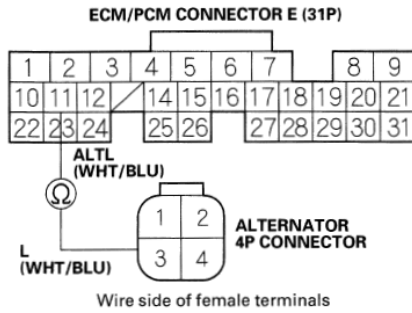 ECM/PCM CONNECTOR E (31P)
1 2 3 4 5 6 7 8 9
10 11 12 14 15 16 17 18 19 20 21
22 23 24 25 26 27 28 29 30 31
ALTL
(WHT/BLU)
Ω
1 2
3 4
ALTERNATOR
4P CONNECTOR
L
(WHT/BLU)
Wire side of female terminals